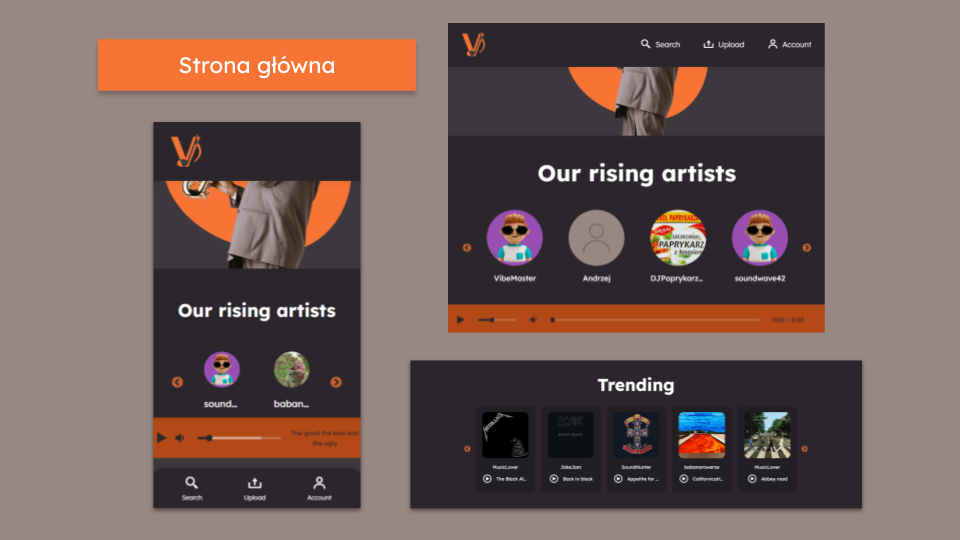 Strona główna
Our rising artists
sound...
baban...
The good the bad and
the ugly
Search
Upload
Account
Search
Upload
Account
Our rising artists
VibeMaster
Andrzej
DJPaprykarz...
soundwave42
PAPRYKARZ
0:00 / 0:00
Trending
MusicLover
JakeJam
SoundHunter
babanarowerze
MusicLover
The Black Al...
Back in black
Appetite for ...
Californicati...
Abbey road